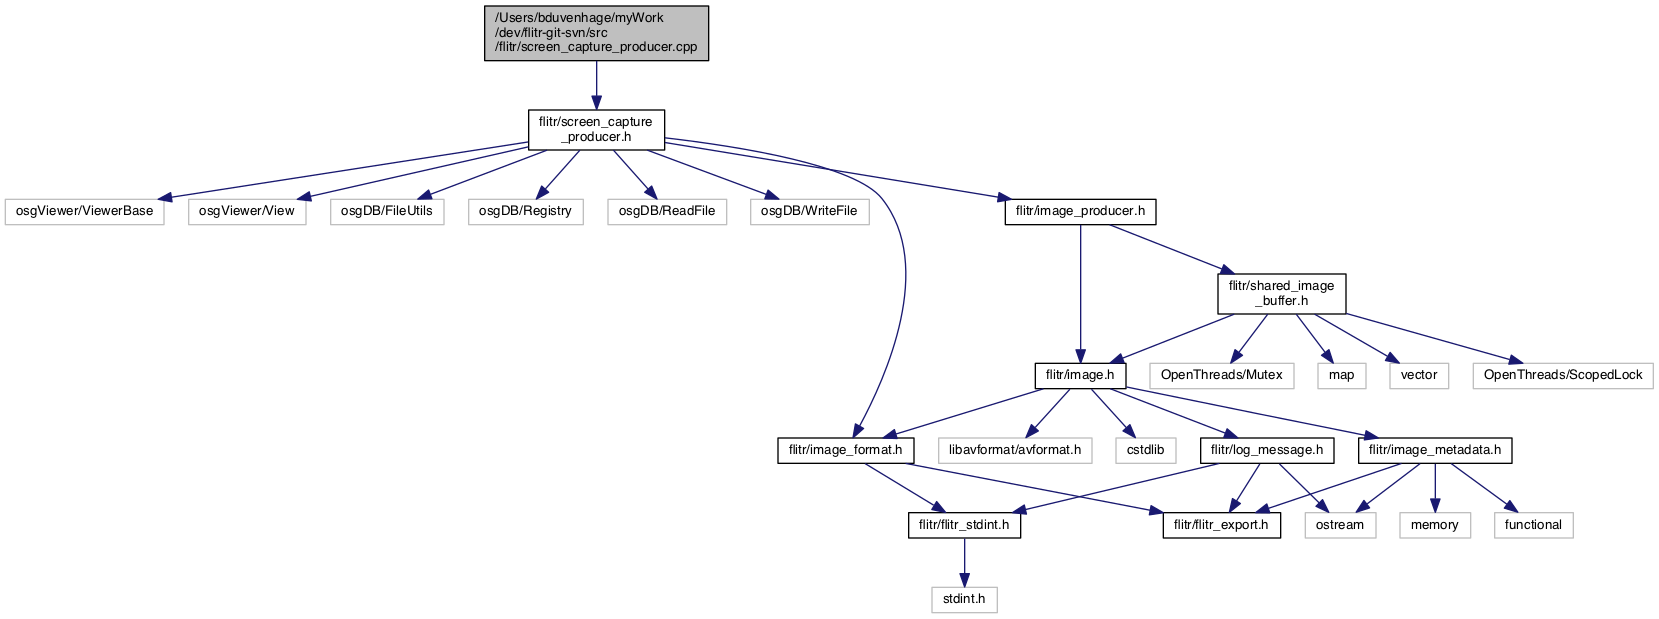 /Users/bduvenhage/myWork
/dev/flitr-git-svn/src
/flitr/screen_capture_producer.cpp
flitr/screen_capture
_producer.h
osgViewer/ViewerBase
osgViewer/View
osgDB/FileUtils
osgDB/Registry
osgDB/ReadFile
osgDB/WriteFile
flitr/image_producer.h
flitr/shared_image
_buffer.h
flitr/image.h
OpenThreads/Mutex
map
vector
OpenThreads/ScopedLock
flitr/image_format.h
libavformat/avformat.h
cstdlib
flitr/log_message.h
flitr/image_metadata.h
flitr/flitr_stdint.h
flitr/flitr_export.h
ostream
memory
functional
stdint.h